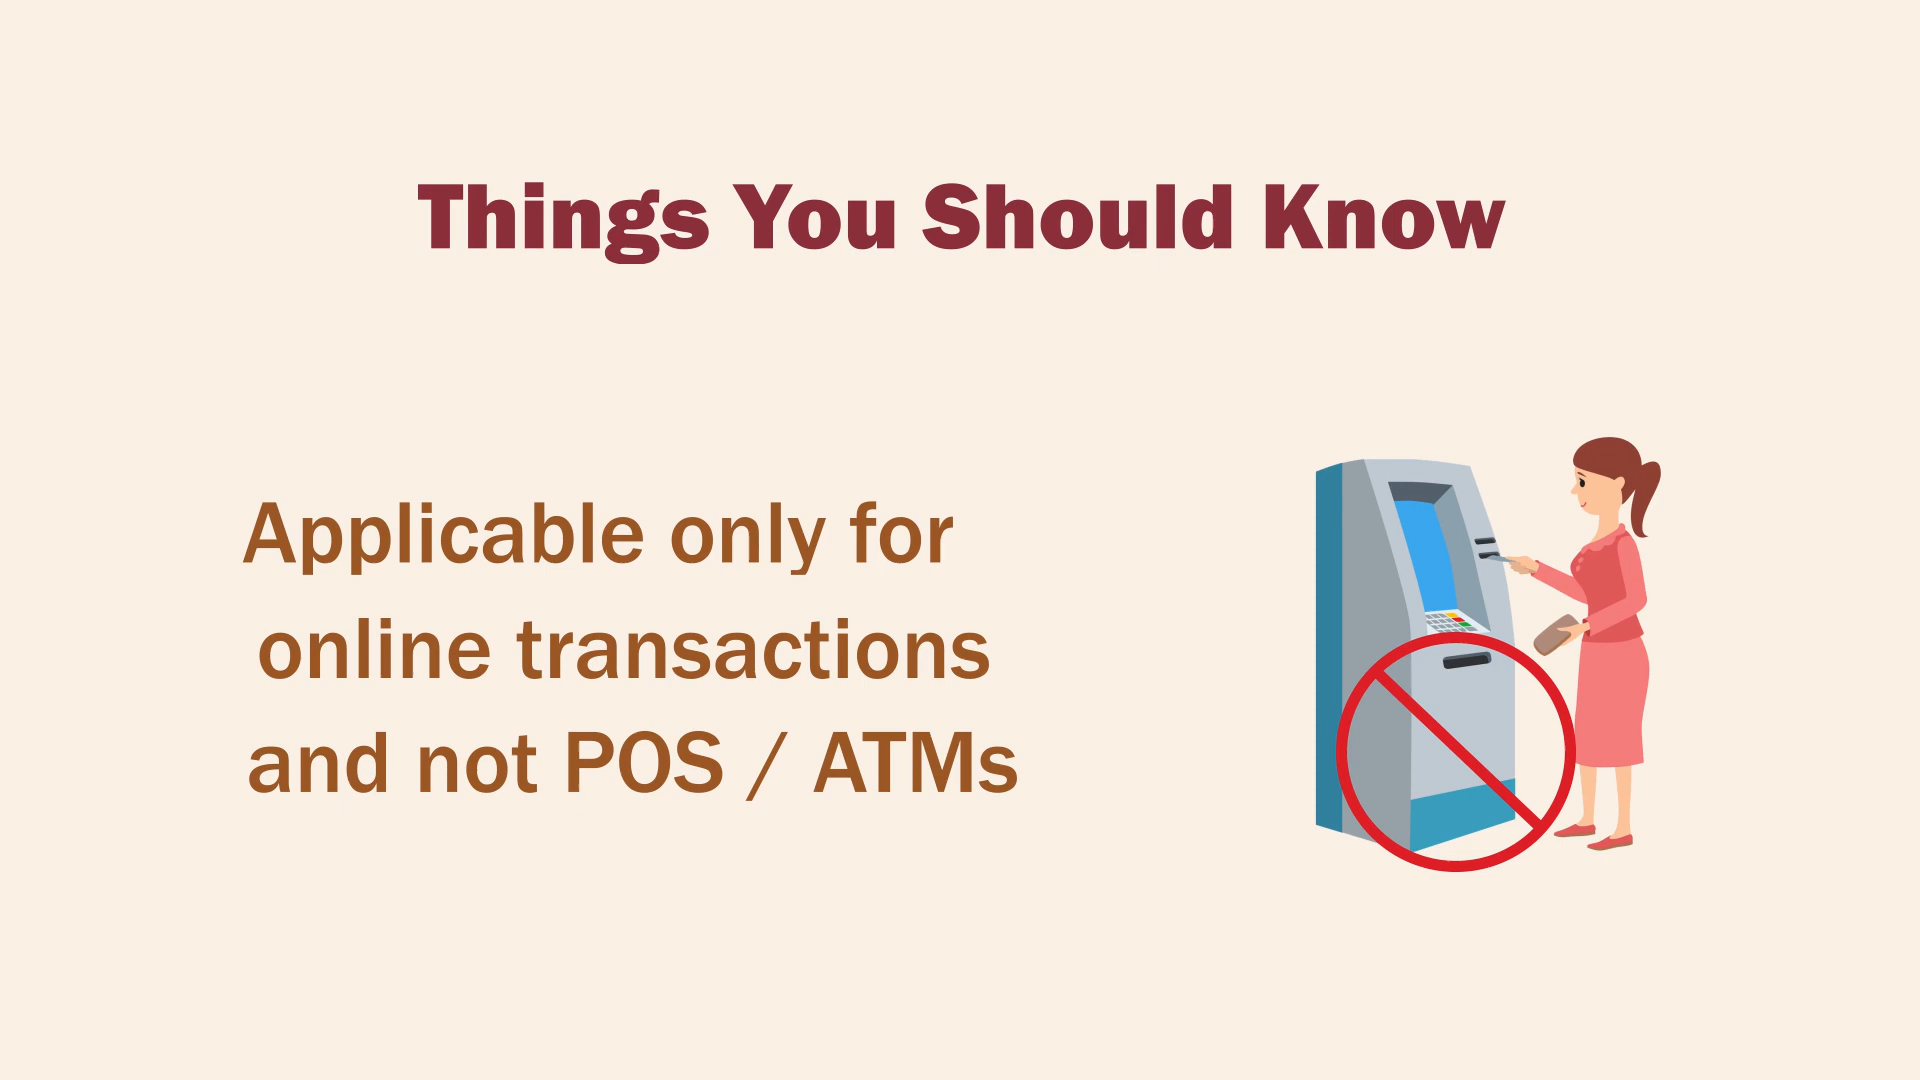 Things You Should Know
Applicable only for
online transactions
and not POS / ATMs